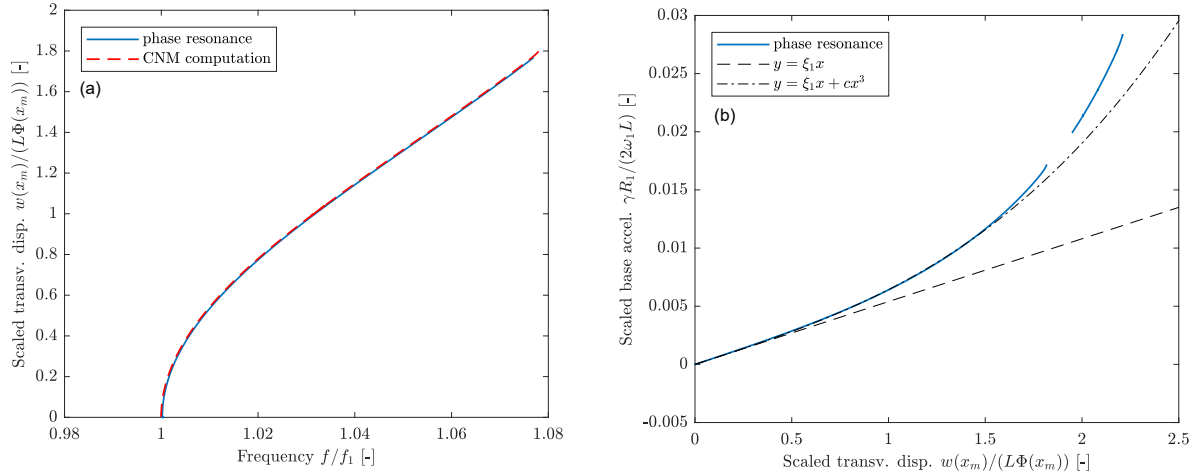 phase resonance
CNM computation
(a)
2
1.8
1.6
1.4
1.2
1
0.8
0.6
0.4
0.2
0
0.98
1
1.02
1.04
1.06
1.08
Scaled transv. disp. w(x_m)/(LΦ(x_m)) [-]
Frequency f/f_1 [-]
phase resonance
y = ξ_1x
y = ξ_1x + cx^3
(b)
0.03
0.025
0.02
0.015
0.01
0.005
0
-0.005
0
0.5
1
1.5
2
2.5
Scaled base accel. γR_1/(2ω_1L) [-]
Scaled transv. disp. w(x_m)/(LΦ(x_m)) [-]